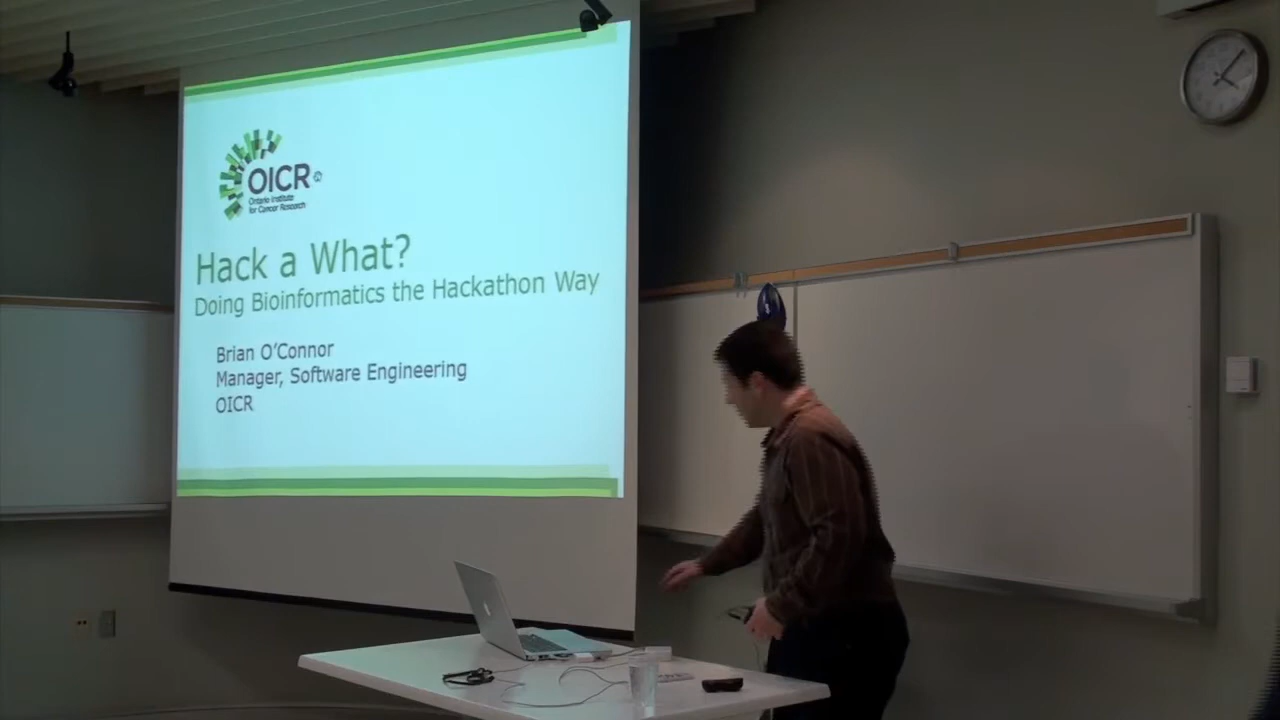 OICR
Ontario Institute
for Cancer Research
Hack a What?
Doing Bioinformatics the Hackathon Way
Brian O'Connor
Manager, Software Engineering
OICR